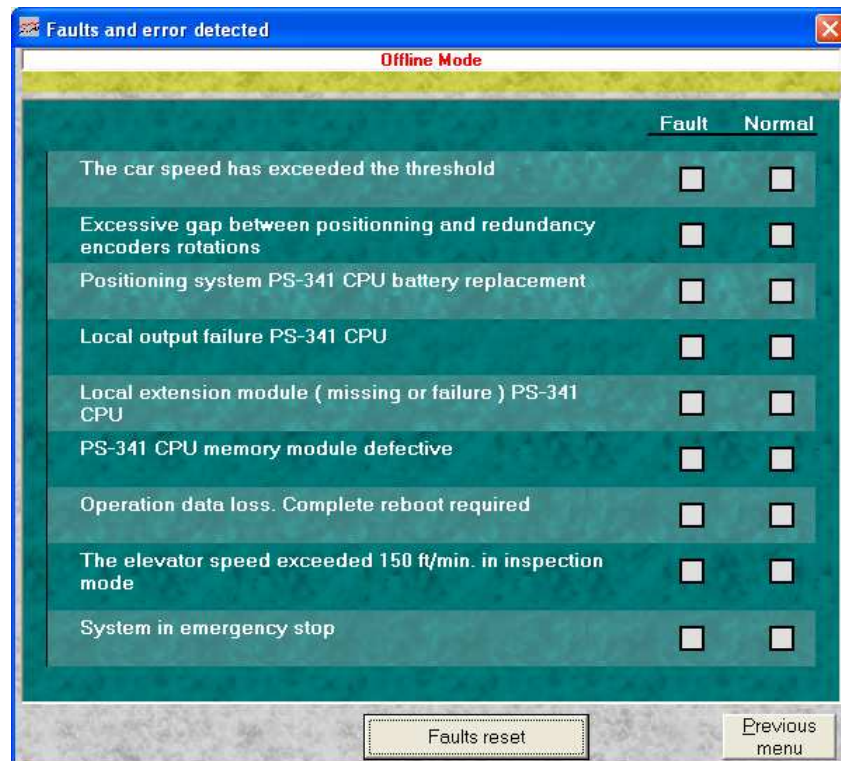 Faults and error detected
Offline Mode
Fault Normal
The car speed has exceeded the threshold
Excessive gap between positionning and redundancy
encoders rotations
Positioning system PS-341 CPU battery replacement
Local output failure PS-341 CPU
Local extension module ( missing or failure ) PS-341
CPU
PS-341 CPU memory module defective
Operation data loss. Complete reboot required
The elevator speed exceeded 150 ft/min. in inspection
mode
System in emergency stop
Faults reset
Previous
menu